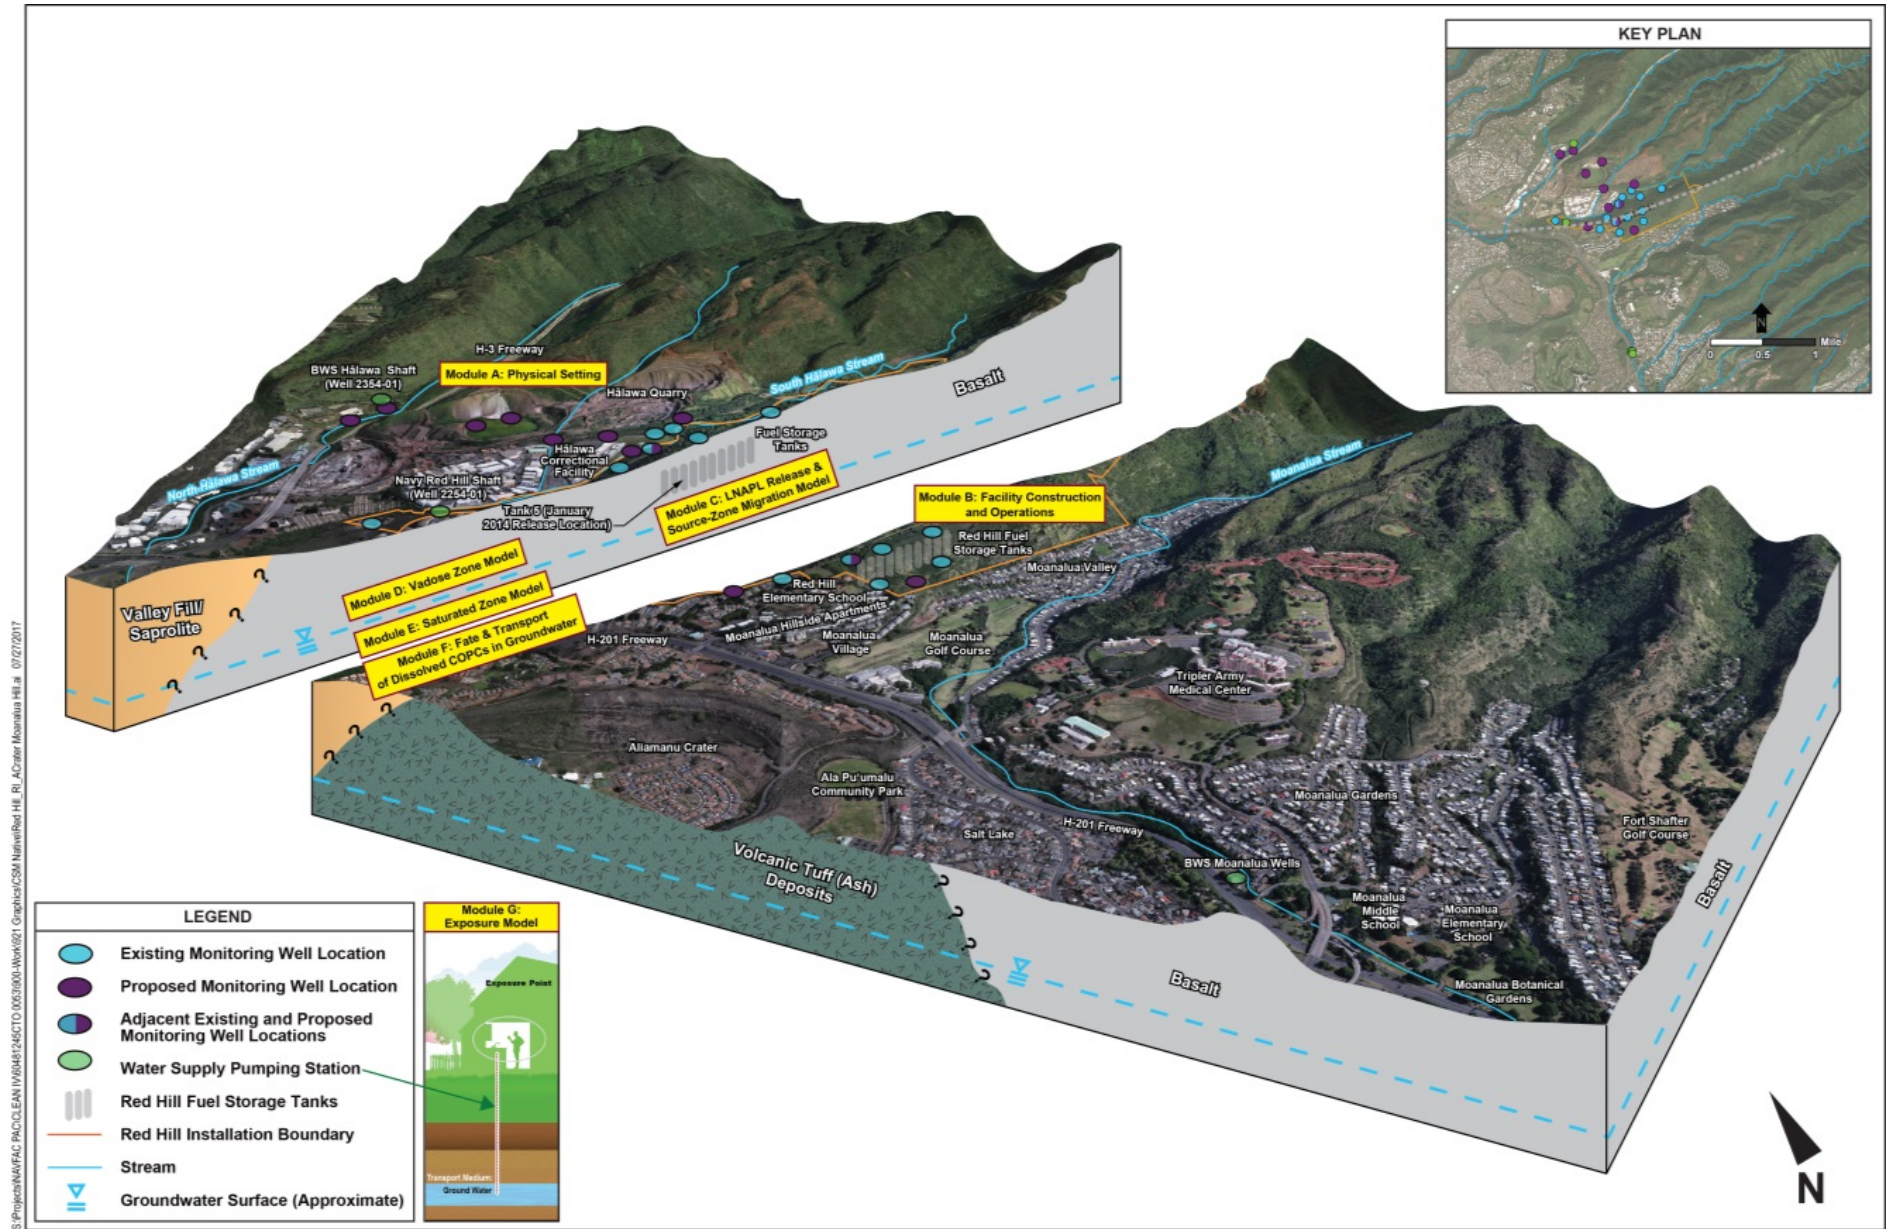 KEY PLAN
N
0 0.5 1 Mile
H-3 Freeway
BWS Hālawa Shaft
(Well 2354-01)
Module A: Physical Setting
Hālawa Quarry
South Hālawa Stream
Basalt
Fuel Storage
Tanks
Hālawa
Correctional
Facility
North Hālawa Stream
Navy Red Hill Shaft
(Well 2254-01)
Tank 5 (January
2014 Release Location)
Module C: LNAPL Release &
Source-Zone Migration Model
Valley Fill/
Saprolite
?
?
?
?
Module D: Vadose Zone Model
Module E: Saturated Zone Model
Module F: Fate & Transport
of Dissolved COPCs in Groundwater
Moanalua Stream
Module B: Facility Construction
and Operations
Red Hill Fuel
Storage Tanks
Moanalua Valley
Red Hill
Elementary School
Moanalua Hillside Apartments
H-201 Freeway
Moanalua
Village
Moanalua
Golf Course
Tripler Army
Medical Center
?
?
?
Aliamanu Crater
Ala Pu'umalu
Community Park
Salt Lake
H-201 Freeway
Moanalua Gardens
Fort Shafter
Golf Course
BWS Moanalua Wells
Volcanic Tuff (Ash)
Deposits
?
?
?
?
Moanalua
Middle
School
Moanalua
Elementary
School
Moanalua Botanical
Gardens
Basalt
Basalt
N
LEGEND
Existing Monitoring Well Location
Proposed Monitoring Well Location
Adjacent Existing and Proposed
Monitoring Well Locations
Water Supply Pumping Station
Red Hill Fuel Storage Tanks
Red Hill Installation Boundary
Stream
Groundwater Surface (Approximate)
Module G:
Exposure Model
Exposure Point
Transport Medium:
Ground Water
07/27/2017